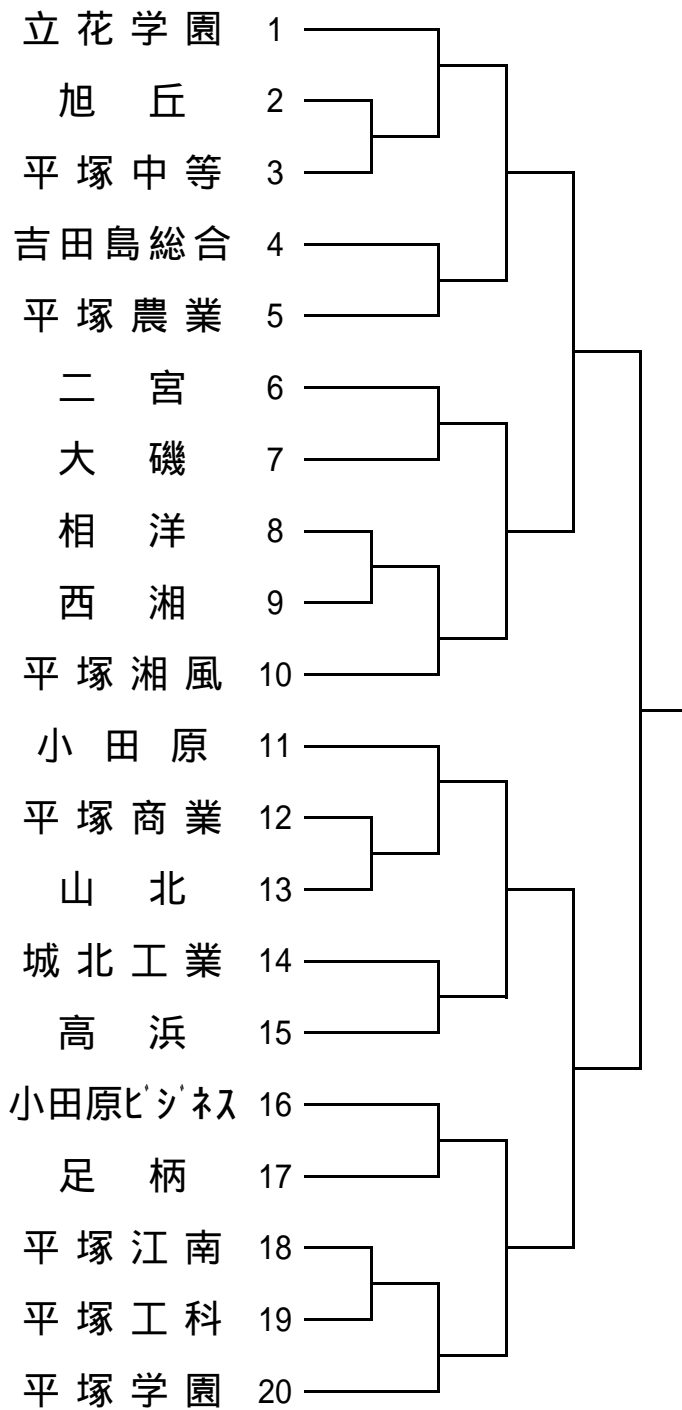 立花学園 1
旭丘 2
平塚中等 3
吉田島総合 4
平塚農業 5
二宮 6
大磯 7
相洋 8
西湘 9
平塚湘風 10
小田原 11
平塚商業 12
山北 13
城北工業 14
高浜 15
小田原ﾋﾞｼﾞﾈｽ 16
足柄 17
平塚江南 18
平塚工科 19
平塚学園 20